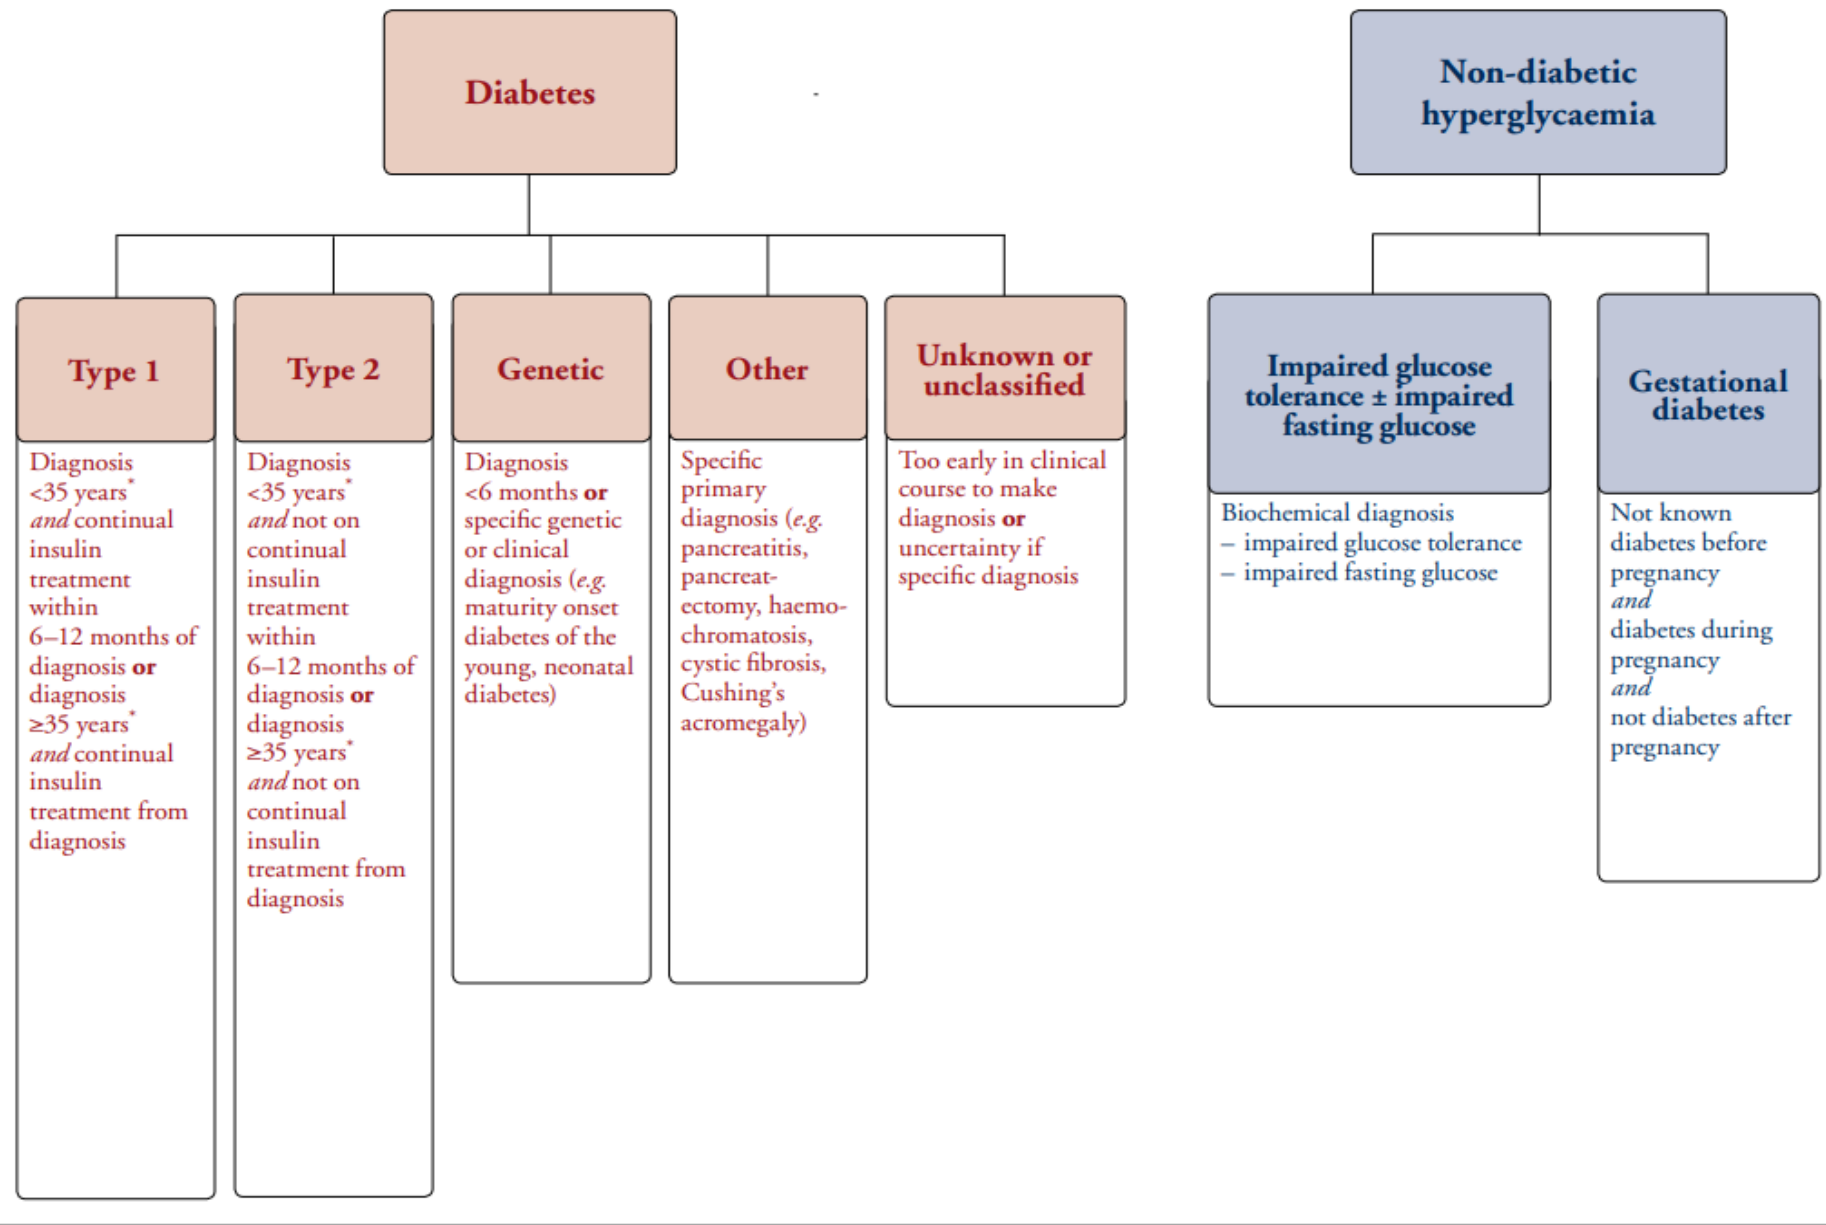 Diabetes
Non-diabetic
hyperglycaemia
Type 1
Diagnosis
<35 years*
and continual
insulin
treatment
within
6–12 months of
diagnosis or
diagnosis
≥35 years*
and continual
insulin
treatment from
diagnosis
Type 2
Diagnosis
<35 years*
and not on
continual
insulin
treatment
within
6–12 months of
diagnosis or
diagnosis
≥35 years*
and not on
continual
insulin
treatment from
diagnosis
Genetic
Diagnosis
<6 months or
specific genetic
or clinical
diagnosis (e.g.
maturity onset
diabetes of the
young, neonatal
diabetes)
Other
Specific
primary
diagnosis (e.g.
pancreatitis,
pancreat-
ectomy, haemo-
chromatosis,
cystic fibrosis,
Cushing’s
acromegaly)
Unknown or
unclassified
Too early in clinical
course to make
diagnosis or
uncertainty if
specific diagnosis
Impaired glucose
tolerance ± impaired
fasting glucose
Biochemical diagnosis
– impaired glucose tolerance
– impaired fasting glucose
Gestational
diabetes
Not known
diabetes before
pregnancy
and
diabetes during
pregnancy
and
not diabetes after
pregnancy